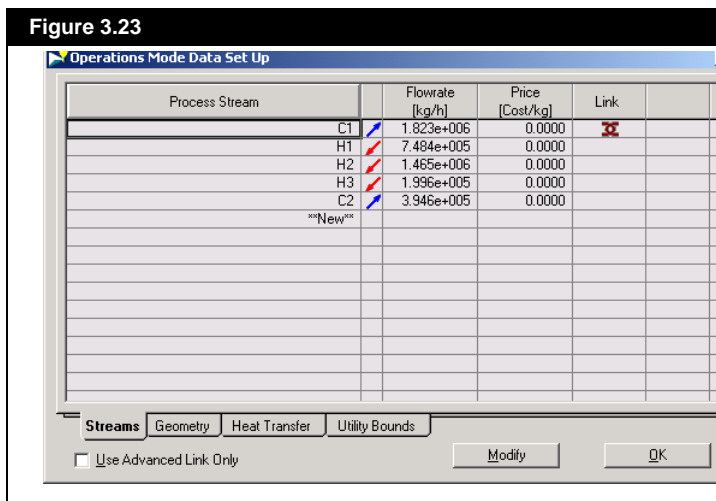 Figure 3.23
Operations Mode Data Set Up
Process Stream Flowrate [kg/h] Price [Cost/kg] Link
C1 1.823e+006 0.0000
H1 7.484e+005 0.0000
H2 1.465e+006 0.0000
H3 1.996e+005 0.0000
C2 3.946e+005 0.0000
**New**
Streams Geometry Heat Transfer Utility Bounds
Use Advanced Link Only Modify OK